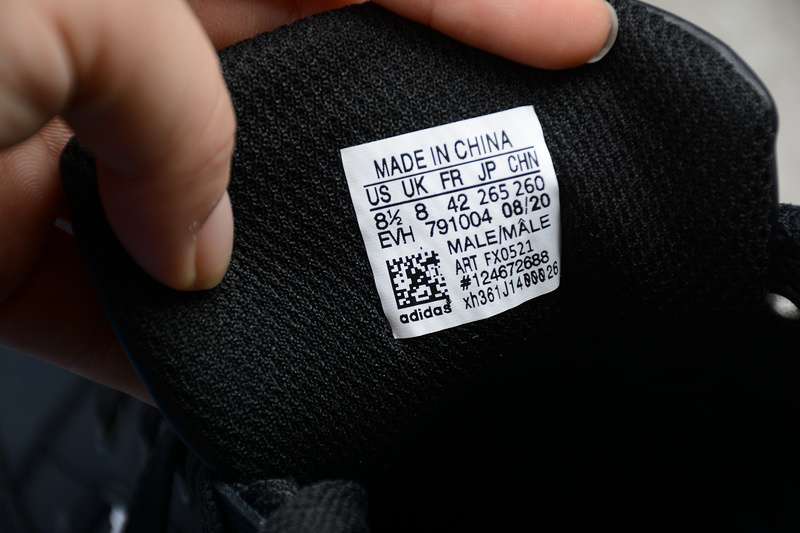 MADE IN CHINA
US UK FR JP CHN
8½ 8 42 265 260
EVH 791004 08/20
MALE/MÂLE
ART FX0521
#124672688
xh361J1400026
adidas